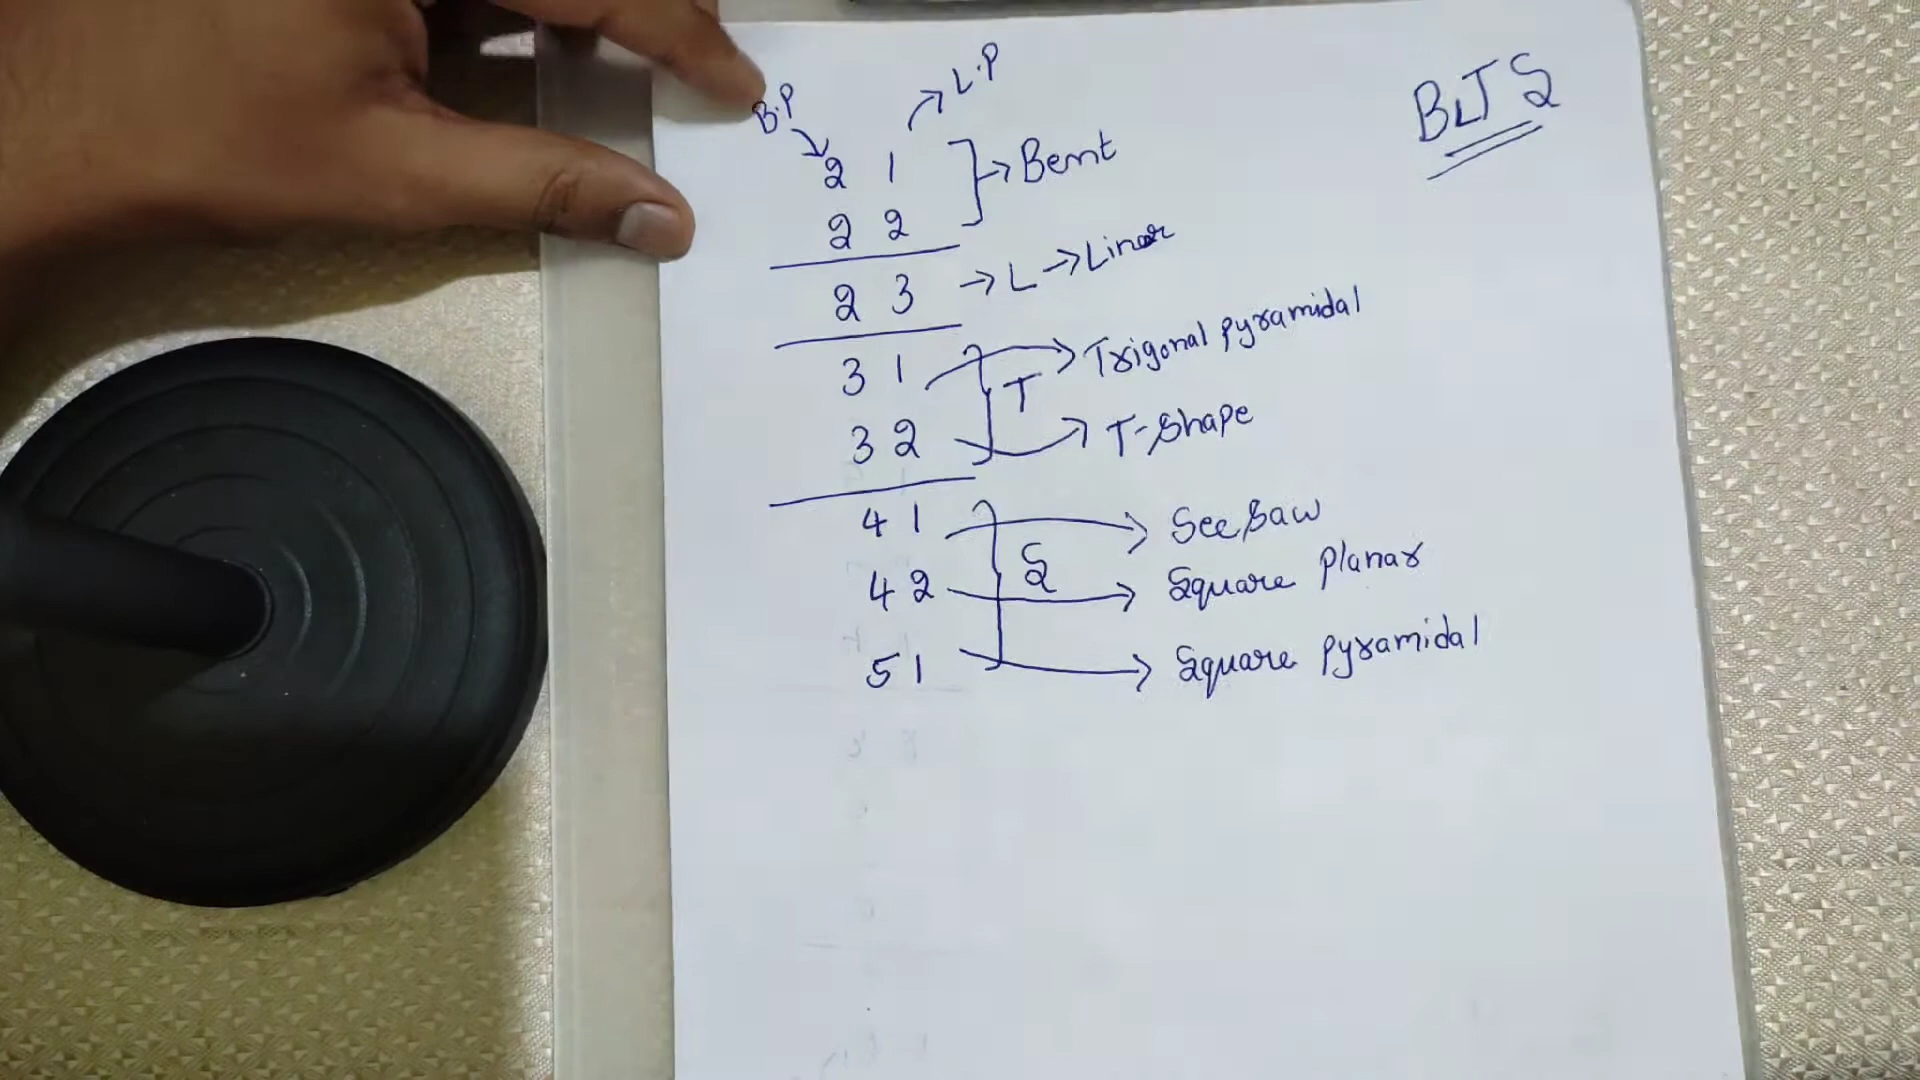 B.P → L.P
BLTS
2 1 → Bent
2 2
2 3 → L → Linear
3 1 → Trigonal pyramidal
T
3 2 → T-shape
4 1 → See saw
S
4 2 → Square planar
5 1 → Square pyramidal